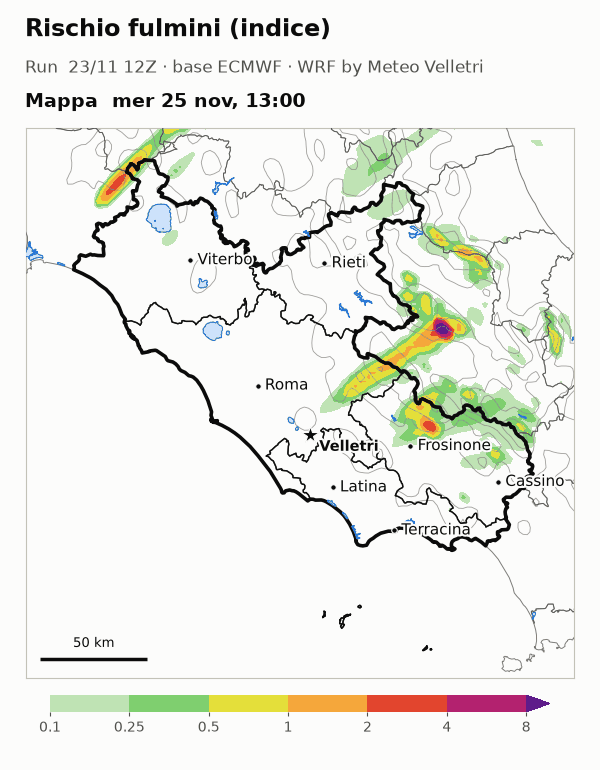 Rischio fulmini (indice)
Run  23/11 12Z · base ECMWF · WRF by Meteo Velletri
Mappa  mer 25 nov, 13:00
Viterbo
Rieti
Roma
Velletri
Frosinone
Latina
Cassino
Terracina
50 km
0.1 0.25 0.5 1 2 4 8